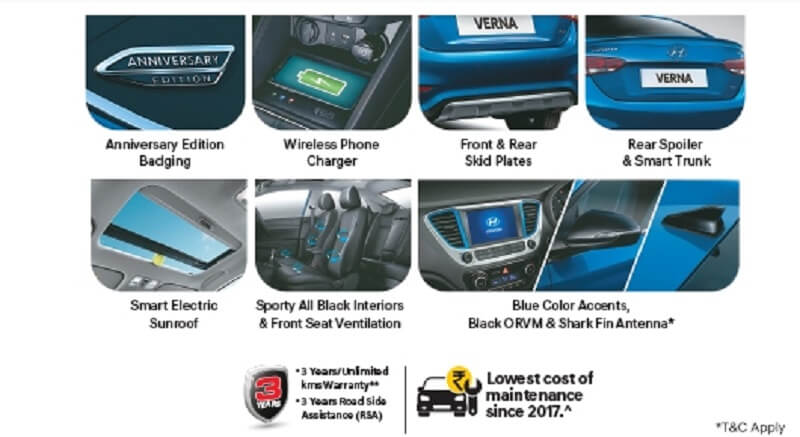 ANNIVERSARY
EDITION
VERNA
VERNA
Anniversary Edition
Badging
Wireless Phone
Charger
Front & Rear
Skid Plates
Rear Spoiler
& Smart Trunk
HYUNDAI
Smart Electric
Sunroof
Sporty All Black Interiors
& Front Seat Ventilation
Blue Color Accents,
Black ORVM & Shark Fin Antenna*
3
YEARS
• 3 Years/Unlimited
kms Warranty**
• 3 Years Road Side
Assistance (RSA)
₹
Lowest cost of
maintenance
since 2017.^
*T&C Apply